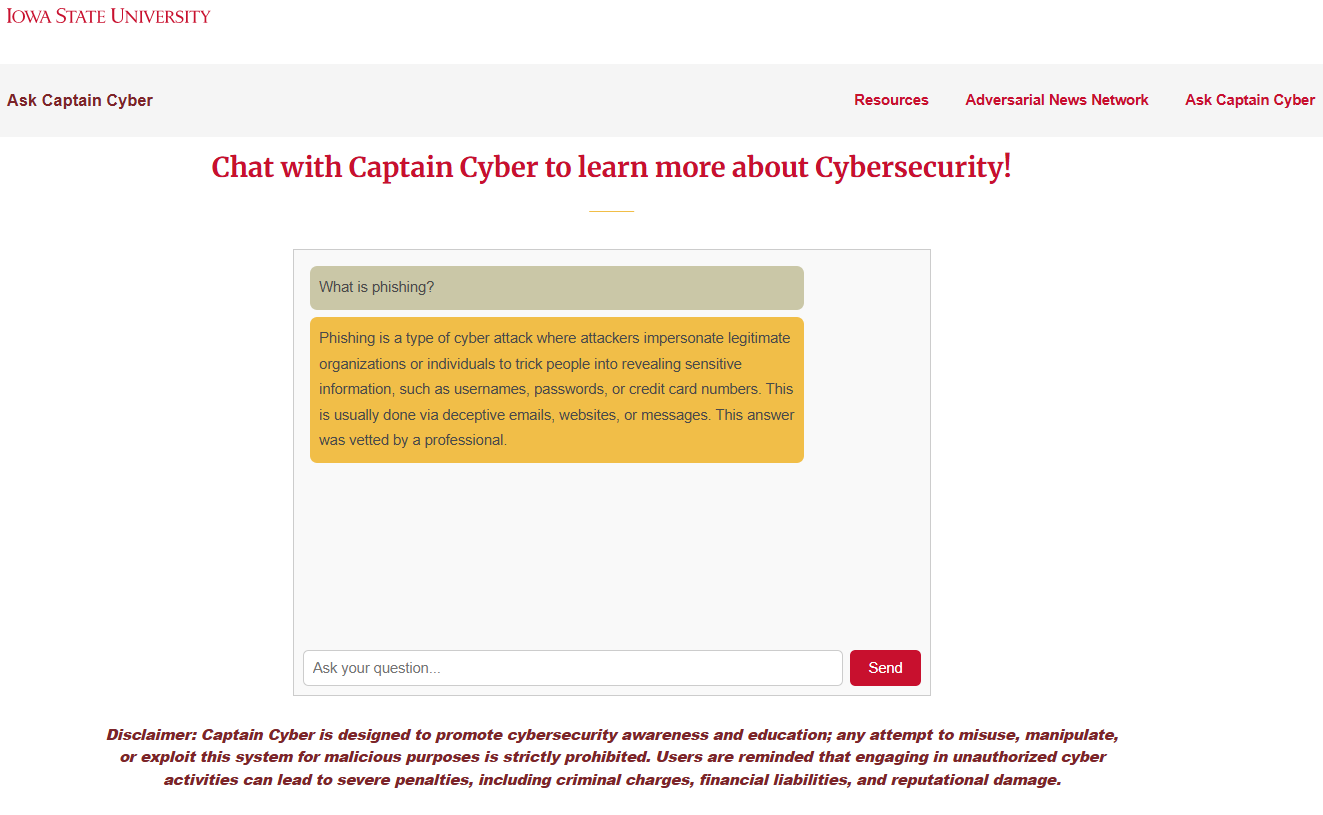 IOWA STATE UNIVERSITY
Ask Captain Cyber
Resources
Adversarial News Network
Ask Captain Cyber
Chat with Captain Cyber to learn more about Cybersecurity!
What is phishing?
Phishing is a type of cyber attack where attackers impersonate legitimate
organizations or individuals to trick people into revealing sensitive
information, such as usernames, passwords, or credit card numbers. This
is usually done via deceptive emails, websites, or messages. This answer
was vetted by a professional.
Ask your question...
Send
Disclaimer: Captain Cyber is designed to promote cybersecurity awareness and education; any attempt to misuse, manipulate,
or exploit this system for malicious purposes is strictly prohibited. Users are reminded that engaging in unauthorized cyber
activities can lead to severe penalties, including criminal charges, financial liabilities, and reputational damage.